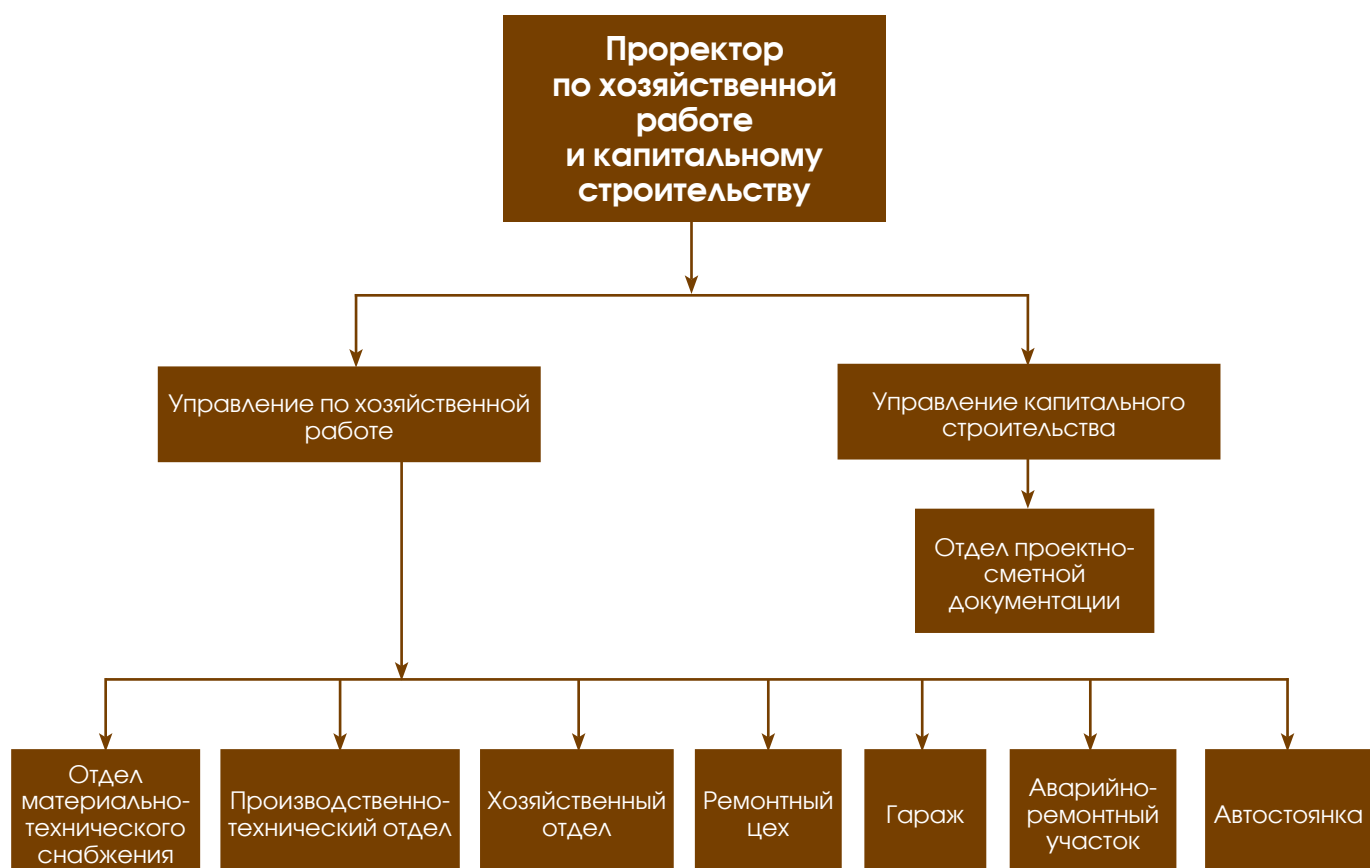 Проректор
по хозяйственной
работе
и капитальному
строительству
Управление по хозяйственной
работе
Управление капитального
строительства
Отдел проектно-
сметной
документации
Отдел
материально-
технического
снабжения
Производственно-
технический отдел
Хозяйственный
отдел
Ремонтный
цех
Гараж
Аварийно-
ремонтный
участок
Автостоянка